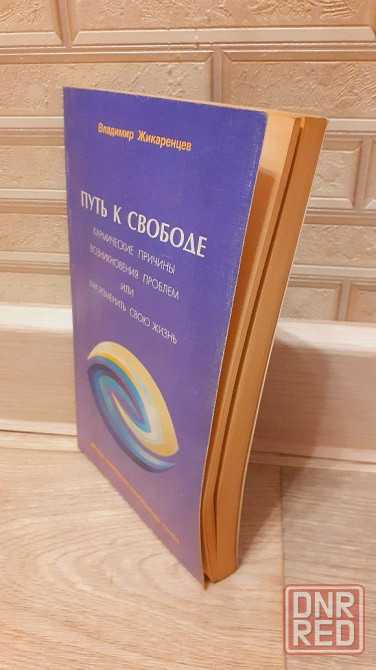 Владимир Жикаренцев
ПУТЬ К СВОБОДЕ
КАРМИЧЕСКИЕ ПРИЧИНЫ
ВОЗНИКНОВЕНИЯ ПРОБЛЕМ
ИЛИ
КАК ИЗМЕНИТЬ СВОЮ ЖИЗНЬ
DNR
RED